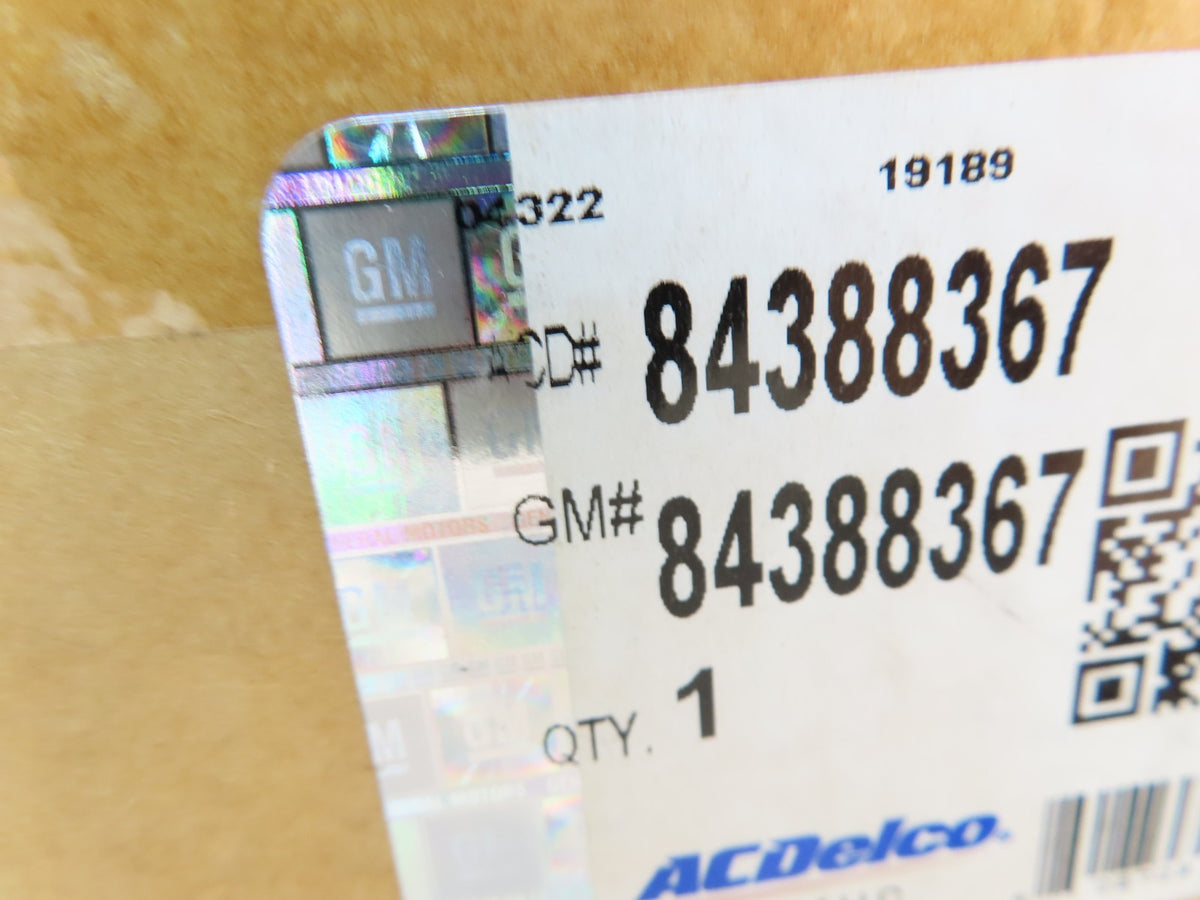 19189
04322
GM
ACD# 84388367
GM# 84388367
QTY. 1
ACDelco